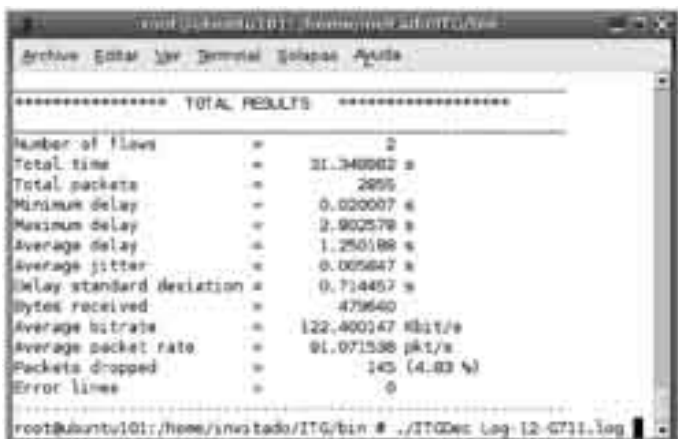 Archivo Editar Ver Terminal Solapas Ayuda
**************** TOTAL RESULTS ******************
Number of flows = 2
Total time = 31.340982 s
Total packets = 2855
Minimum delay = 0.020007 s
Maximum delay = 2.902578 s
Average delay = 1.250188 s
Average jitter = 0.005847 s
Delay standard deviation = 0.714457 s
Bytes received = 479640
Average bitrate = 122.400147 Kbit/s
Average packet rate = 91.071538 pkt/s
Packets dropped = 145 (4.83 %)
Error lines = 0
root@ubuntu101:/home/invitado/ITG/bin # ./ITGDec Log-12-G711.log